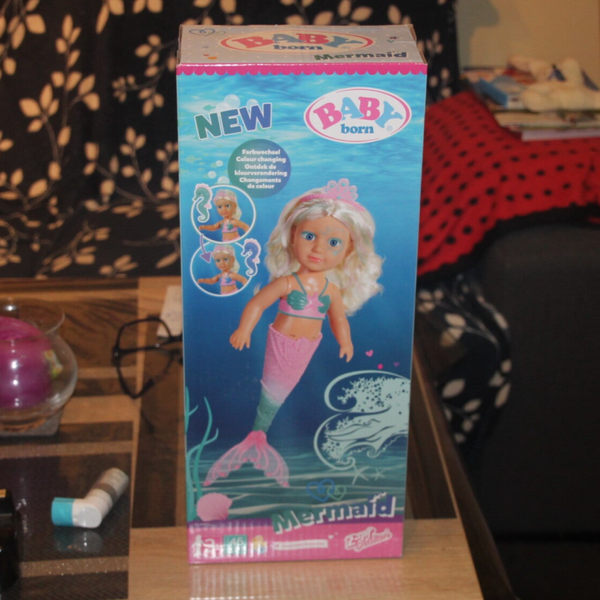 BABY
born
Mermaid
NEW
BABY
born
Farbwechsel
Colour changing
Ontdek de
kleurverandering
Changements
de couleur
Mermaid